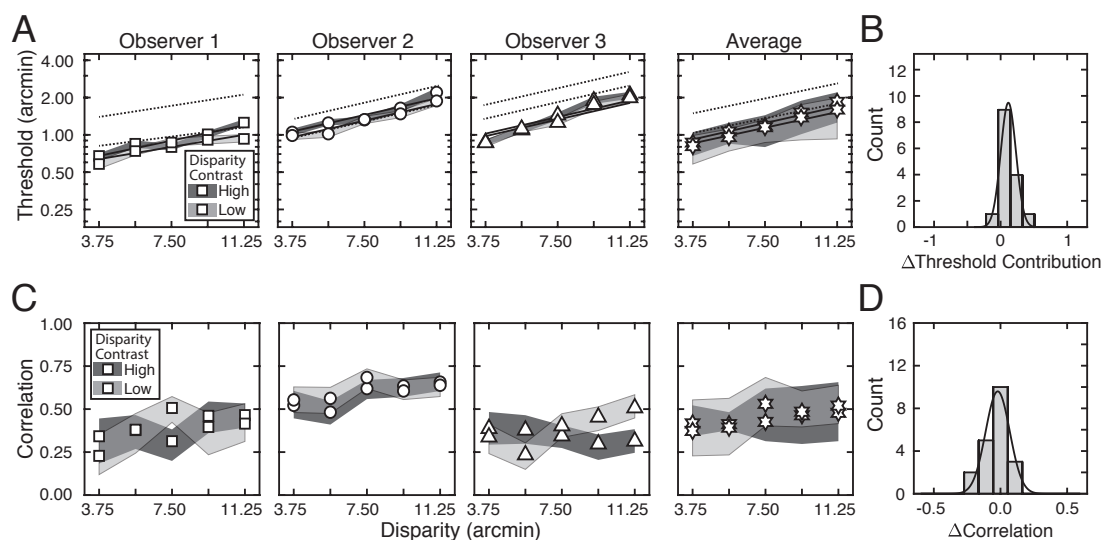 A
B
Observer 1
Observer 2
Observer 3
Average
Threshold (arcmin)
4.00
2.00
1.00
0.50
0.25
Disparity
Contrast
High
Low
3.75 7.50 11.25
3.75 7.50 11.25
3.75 7.50 11.25
3.75 7.50 11.25
Count
12
10
8
6
4
2
0
-1 0 1
ΔThreshold Contribution
C
D
Correlation
1.00
0.75
0.50
0.25
0.00
Disparity
Contrast
High
Low
3.75 7.50 11.25
3.75 7.50 11.25
3.75 7.50 11.25
3.75 7.50 11.25
Disparity (arcmin)
Count
16
12
8
4
0
-0.5 0.0 0.5
ΔCorrelation